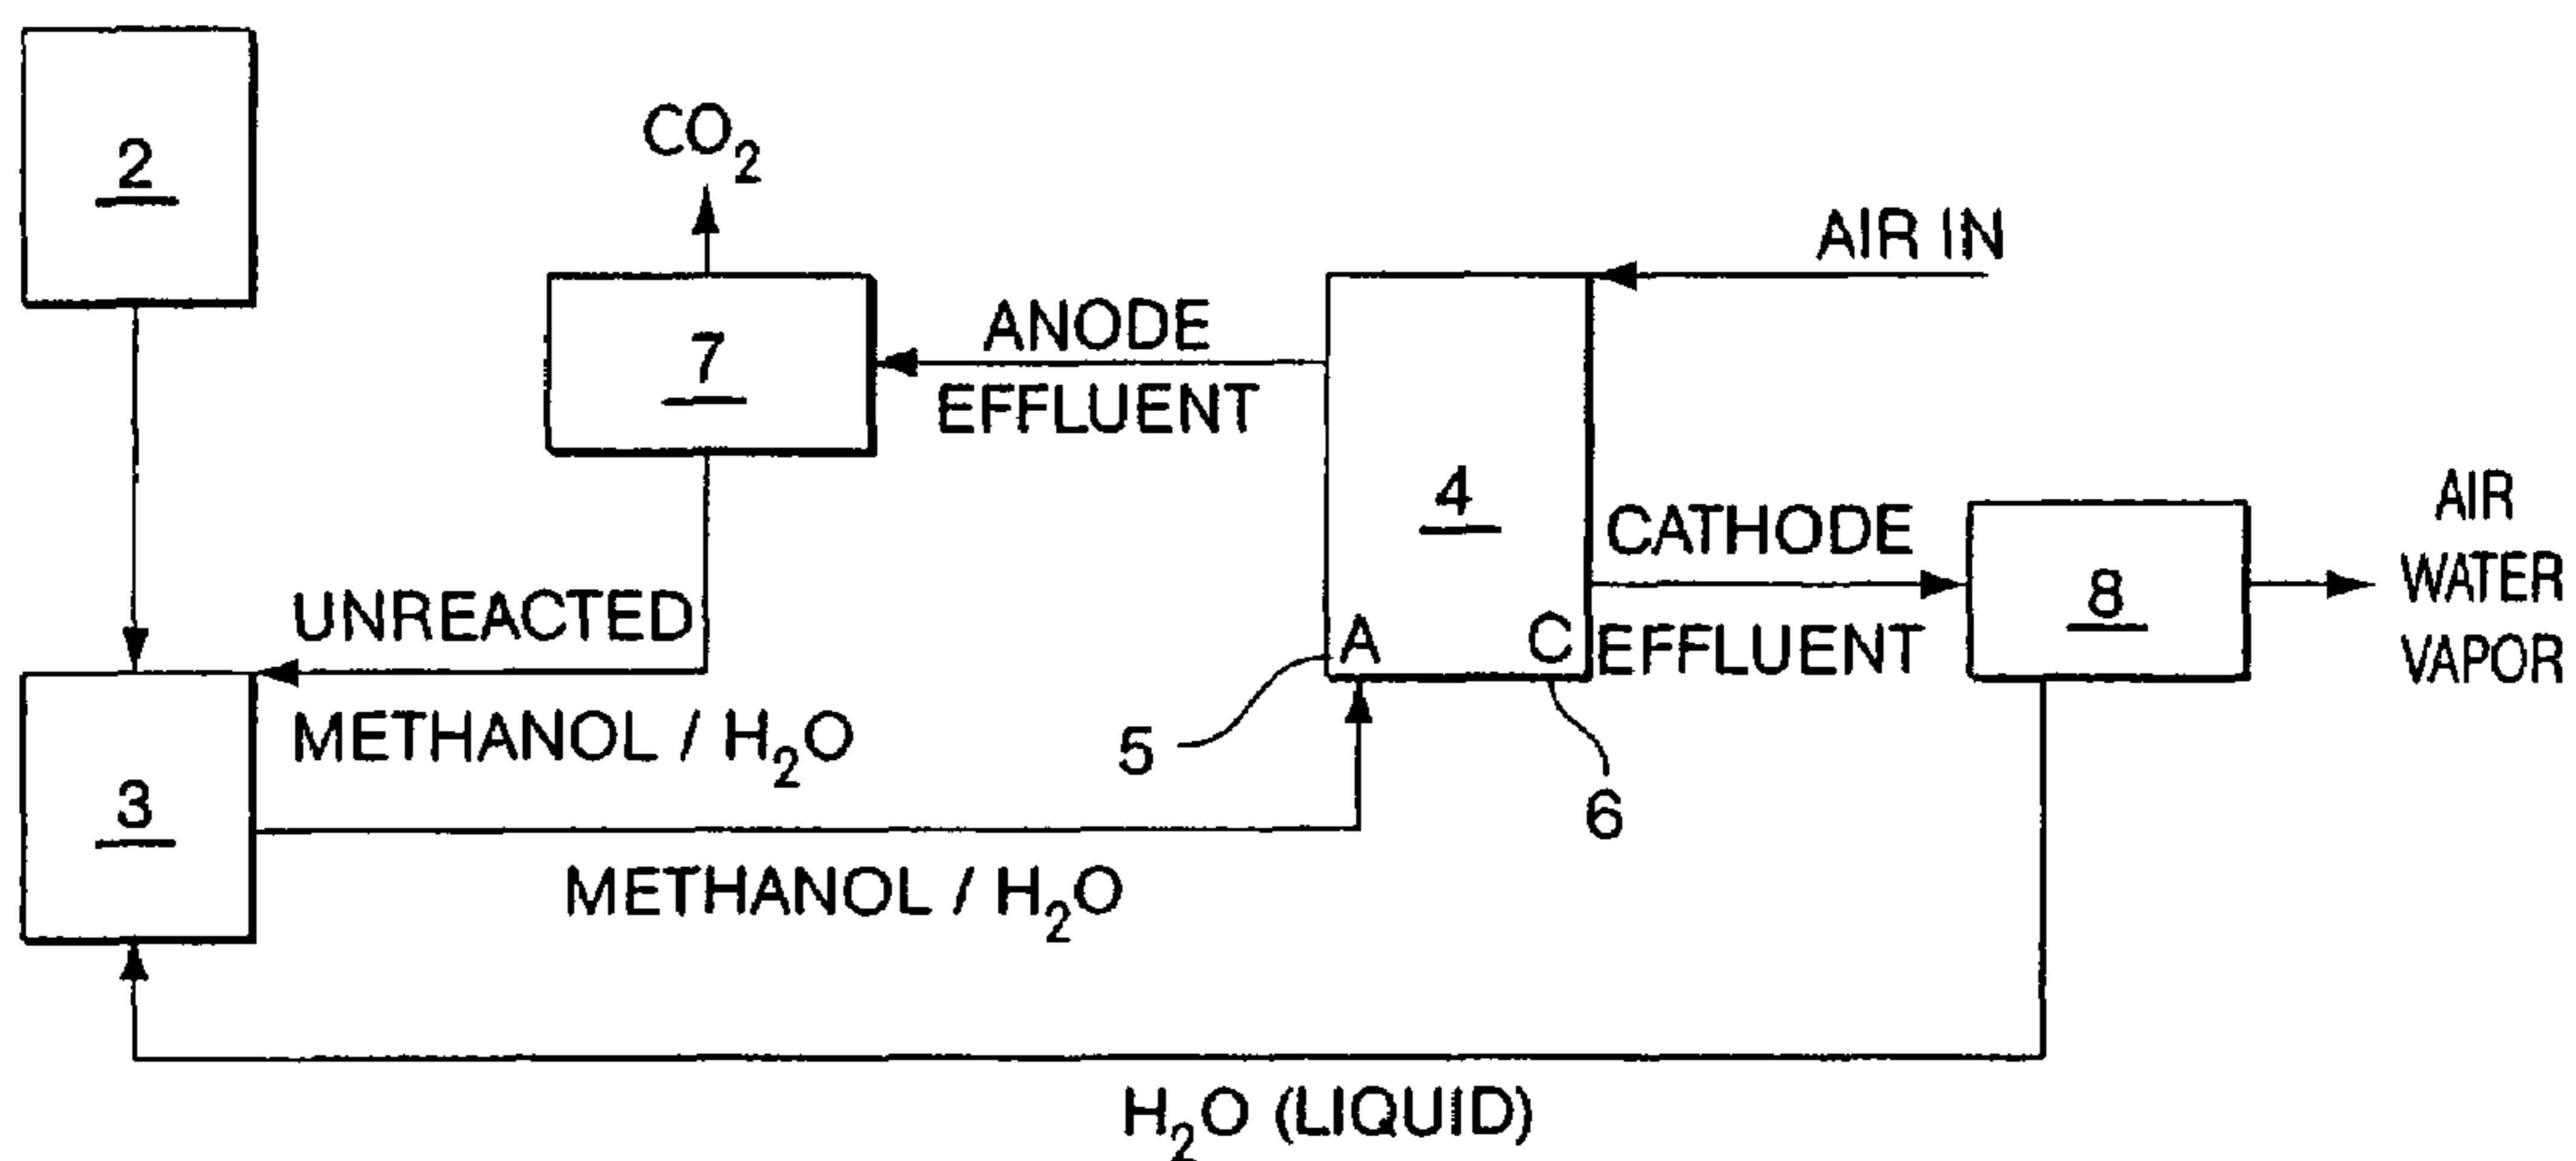 2
CO2
AIR IN
ANODE
EFFLUENT
7
4
CATHODE
EFFLUENT
8
AIR
WATER
VAPOR
A
C
5
6
UNREACTED
METHANOL / H2O
3
METHANOL / H2O
H2O (LIQUID)